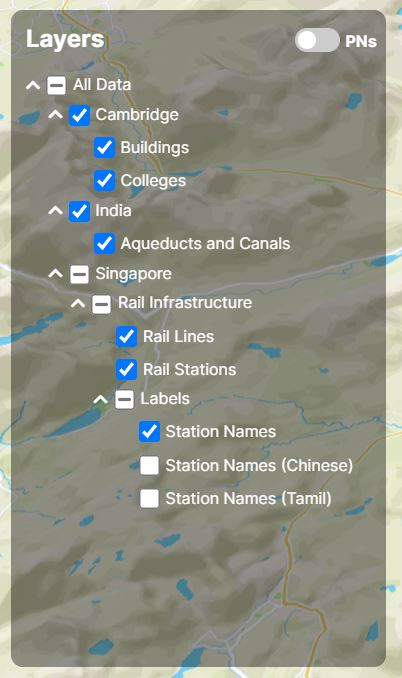 Layers
PNs
All Data
Cambridge
Buildings
Colleges
India
Aqueducts and Canals
Singapore
Rail Infrastructure
Rail Lines
Rail Stations
Labels
Station Names
Station Names (Chinese)
Station Names (Tamil)